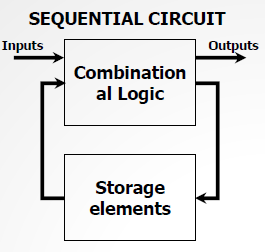 SEQUENTIAL CIRCUIT
Inputs
Outputs
Combination
al Logic
Storage
elements